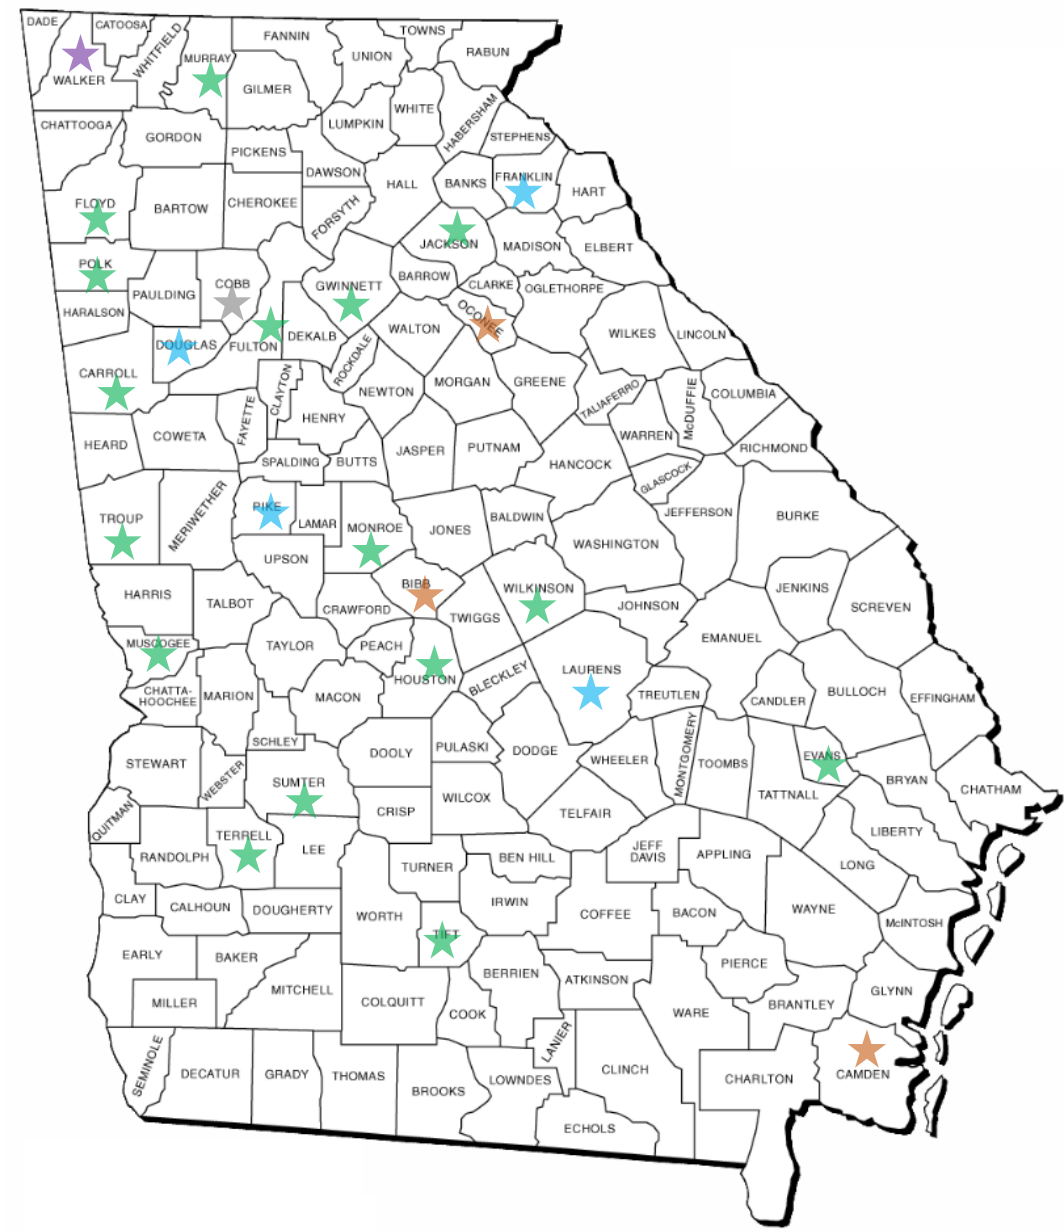 DADE
CATOOSA
WHITFIELD
FANNIN
TOWNS
RABUN
UNION
MURRAY
WALKER
GILMER
WHITE
HABERSHAM
LUMPKIN
STEPHENS
CHATTOOGA
GORDON
PICKENS
DAWSON
HALL
BANKS
FRANKLIN
HART
FLOYD
BARTOW
CHEROKEE
FORSYTH
JACKSON
MADISON
ELBERT
POLK
PAULDING
COBB
GWINNETT
BARROW
CLARKE
OGLETHORPE
HARALSON
OCONEE
DOUGLAS
FULTON
DEKALB
ROCKDALE
WALTON
WILKES
LINCOLN
CARROLL
CLAYTON
NEWTON
MORGAN
GREENE
TALIAFERRO
McDUFFIE
COLUMBIA
HEARD
COWETA
FAYETTE
HENRY
JASPER
PUTNAM
WARREN
RICHMOND
SPALDING
BUTTS
HANCOCK
GLASCOCK
TROUP
MERIWETHER
PIKE
LAMAR
MONROE
JONES
BALDWIN
JEFFERSON
BURKE
WASHINGTON
UPSON
HARRIS
TALBOT
CRAWFORD
BIBB
TWIGGS
WILKINSON
JOHNSON
JENKINS
SCREVEN
EMANUEL
MUSCOGEE
TAYLOR
PEACH
HOUSTON
BLECKLEY
LAURENS
TREUTLEN
CANDLER
BULLOCH
EFFINGHAM
CHATTA-
HOOCHEE
MARION
MACON
SCHLEY
DOOLY
PULASKI
DODGE
WHEELER
MONTGOMERY
TOOMBS
EVANS
TATTNALL
BRYAN
CHATHAM
STEWART
WEBSTER
SUMTER
CRISP
WILCOX
TELFAIR
QUITMAN
TERRELL
LEE
RANDOLPH
TURNER
BEN HILL
JEFF
DAVIS
APPLING
LONG
LIBERTY
CLAY
CALHOUN
DOUGHERTY
WORTH
IRWIN
COFFEE
BACON
WAYNE
McINTOSH
TIFT
EARLY
BAKER
BERRIEN
ATKINSON
PIERCE
MILLER
MITCHELL
COLQUITT
COOK
WARE
BRANTLEY
GLYNN
SEMINOLE
DECATUR
GRADY
THOMAS
BROOKS
LANIER
LOWNDES
CLINCH
CHARLTON
CAMDEN
ECHOLS